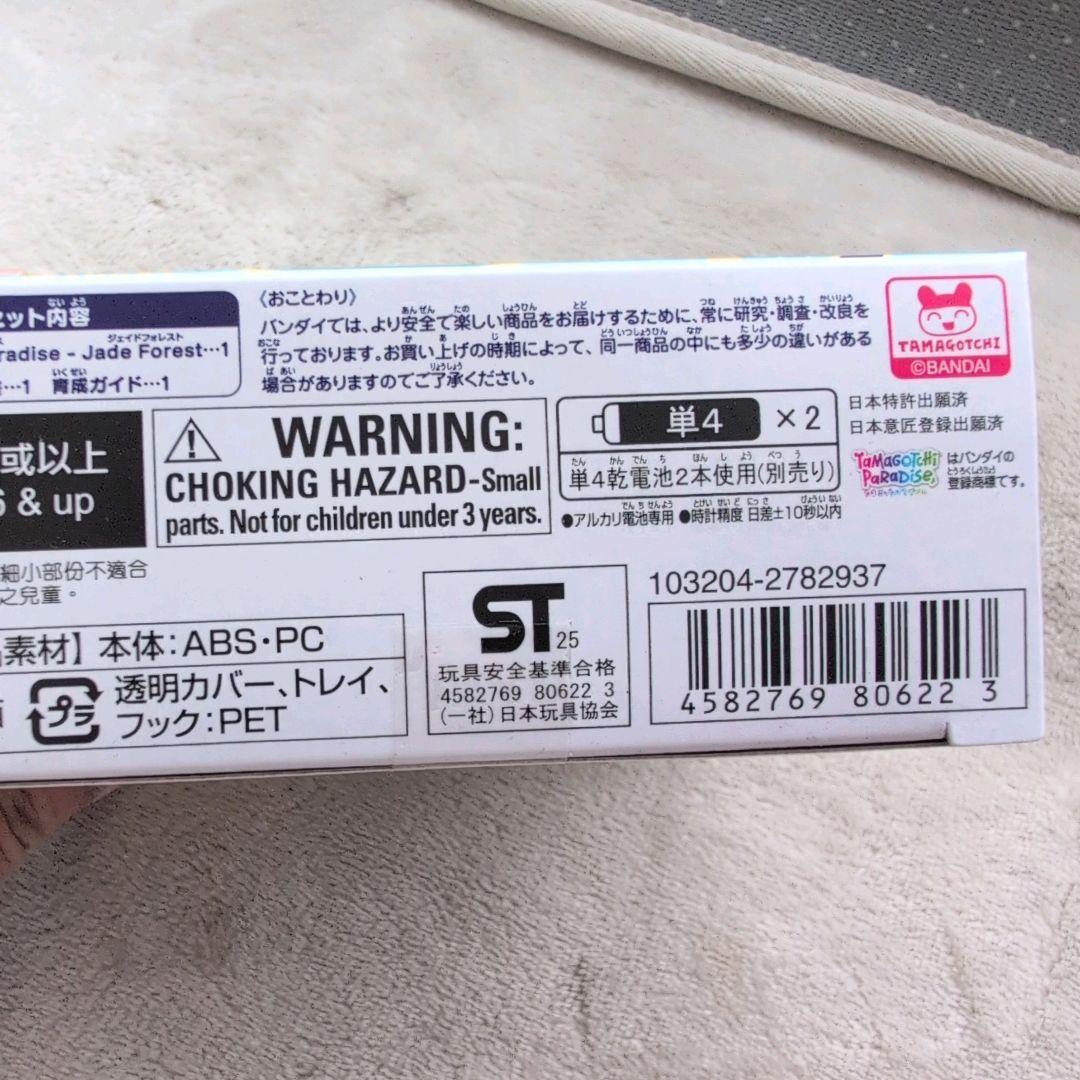 セット内容
radise - Jade Forest…1
…1 育成ガイド…1
《おことわり》
バンダイでは、より安全で楽しい商品をお届けするために、常に研究・調査・改良を
行っております。お買い上げの時期によって、同一商品の中にも多少の違いがある
場合がありますのでご了承ください。
TAMAGOTCHI
©BANDAI
或以上
6 & up
WARNING:
CHOKING HAZARD-Small
parts. Not for children under 3 years.
単4 ×2
単4乾電池2本使用(別売り)
●アルカリ電池専用 ●時計精度 日差±10秒以内
日本特許出願済
日本意匠登録出願済
TAMAGOTCHI PARADISE はバンダイの
登録商標です。
細小部份不適合
之兒童。
素材】本体:ABS・PC
プラ
透明カバー、トレイ、
フック:PET
ST 25
玩具安全基準合格
4582769 80622 3
(一社)日本玩具協会
103204-2782937
4582769 80622 3